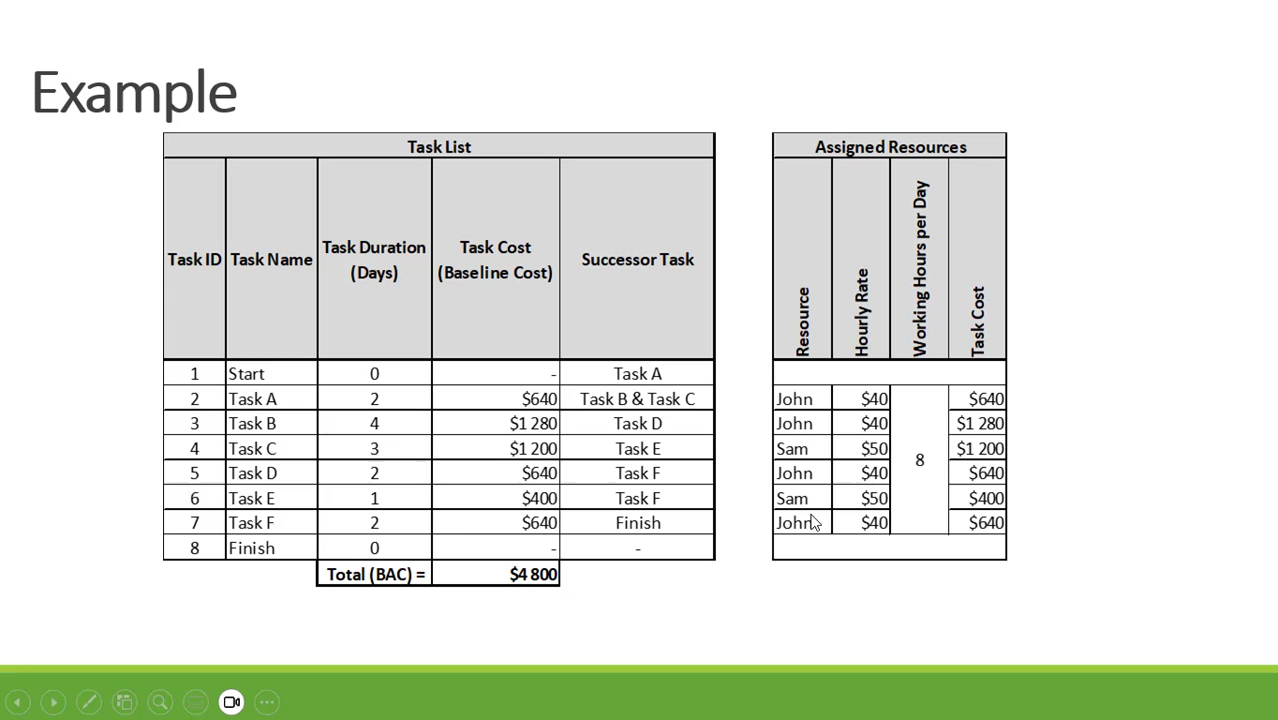 Example
Task List
Task ID Task Name Task Duration (Days) Task Cost (Baseline Cost) Successor Task
1 Start 0 - Task A
2 Task A 2 $640 Task B & Task C
3 Task B 4 $1 280 Task D
4 Task C 3 $1 200 Task E
5 Task D 2 $640 Task F
6 Task E 1 $400 Task F
7 Task F 2 $640 Finish
8 Finish 0 - -
Total (BAC) = $4 800
Assigned Resources
Resource Hourly Rate Working Hours per Day Task Cost
John $40 $640
John $40 $1 280
Sam $50 $1 200
8
John $40 $640
Sam $50 $400
John $40 $640